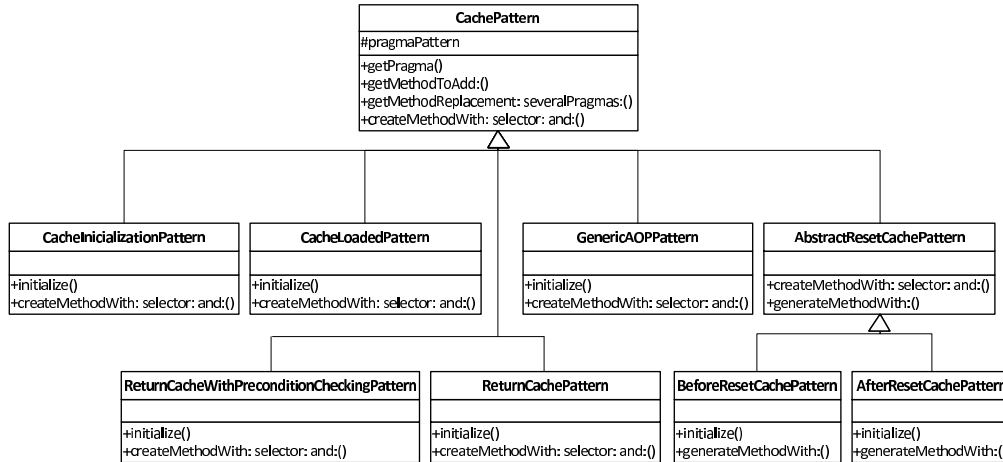 CachePattern
#pragmaPattern
+getPragma()
+getMethodToAdd:()
+getMethodReplacement: severalPragmas:()
+createMethodWith: selector: and:()
CacheInicializationPattern
+initialize()
+createMethodWith: selector: and:()
CacheLoadedPattern
+initialize()
+createMethodWith: selector: and:()
GenericAOPPattern
+initialize()
+createMethodWith: selector: and:()
AbstractResetCachePattern
+createMethodWith: selector: and:()
+generateMethodWith:()
ReturnCacheWithPreconditionCheckingPattern
+initialize()
+createMethodWith: selector: and:()
ReturnCachePattern
+initialize()
+createMethodWith: selector: and:()
BeforeResetCachePattern
+initialize()
+generateMethodWith:()
AfterResetCachePattern
+initialize()
+generateMethodWith:()